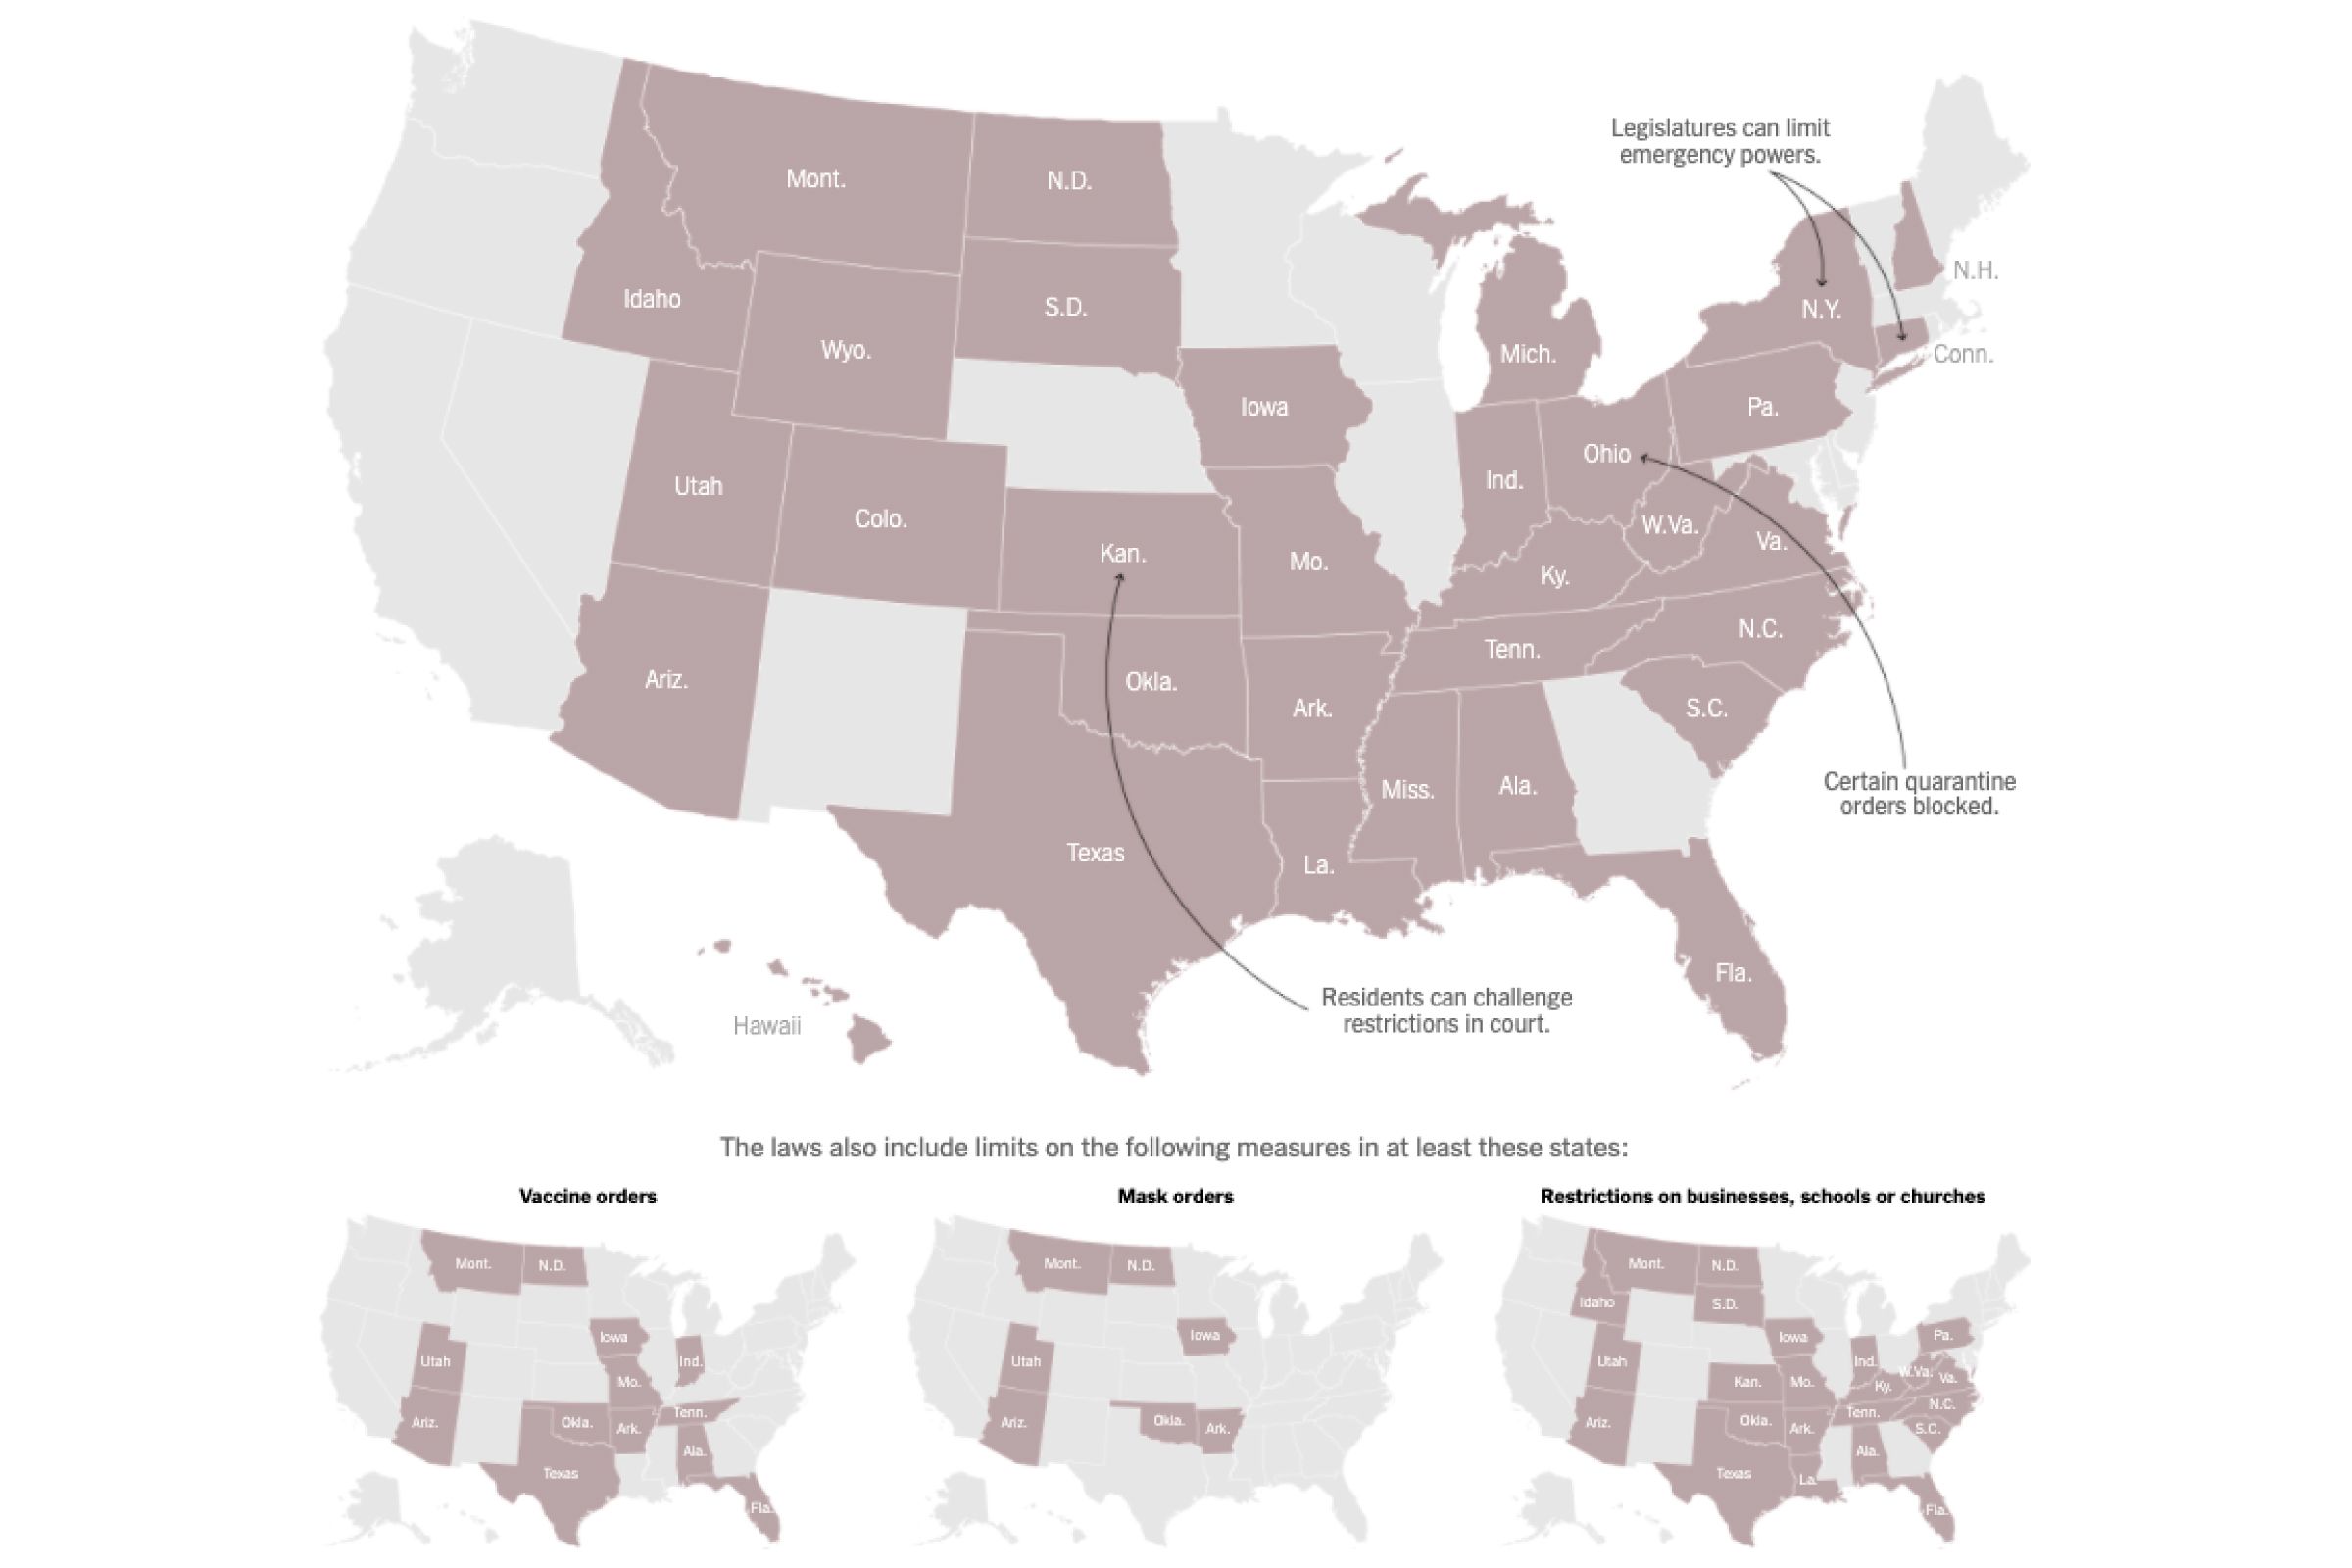 Legislatures can limit
emergency powers.
Mont.
N.D.
N.H.
Idaho
S.D.
N.Y.
Wyo.
Mich.
Conn.
Iowa
Pa.
Ohio
Utah
Ind.
Colo.
W.Va.
Va.
Kan.
Mo.
Ky.
N.C.
Tenn.
Ariz.
Okla.
Ark.
S.C.
Certain quarantine
orders blocked.
Miss.
Ala.
Texas
La.
Fla.
Residents can challenge
restrictions in court.
Hawaii
The laws also include limits on the following measures in at least these states:
Vaccine orders
Mont.
N.D.
Iowa
Utah
Ind.
Mo.
Ariz.
Okla.
Ark.
Tenn.
Ala.
Texas
Fla.
Mask orders
Mont.
N.D.
Iowa
Utah
Ariz.
Okla.
Ark.
Restrictions on businesses, schools or churches
Mont.
N.D.
Idaho
S.D.
Iowa
Pa.
Utah
Ind.
W.Va.
Va.
Kan.
Mo.
Ky.
N.C.
Tenn.
Ariz.
Okla.
Ark.
S.C.
Ala.
Texas
La.
Fla.